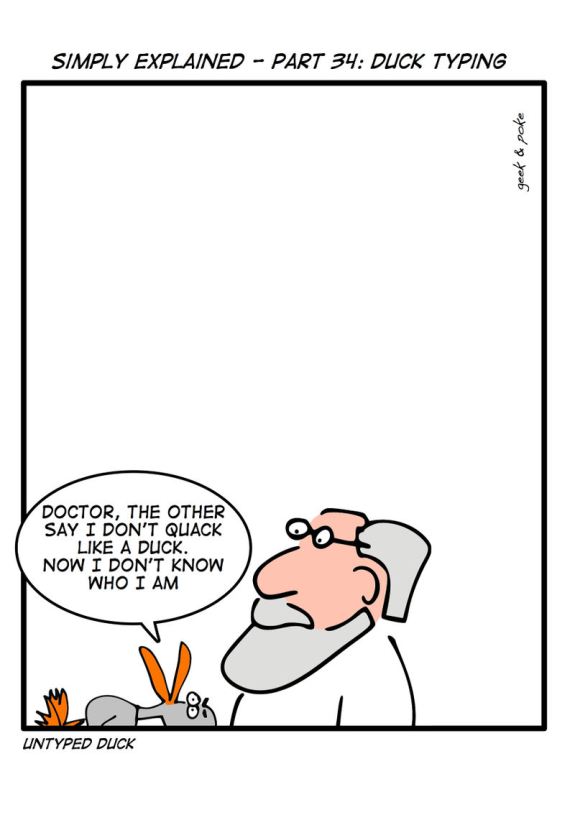 SIMPLY EXPLAINED - PART 34: DUCK TYPING
geek & poke
DOCTOR, THE OTHER
SAY I DON'T QUACK
LIKE A DUCK.
NOW I DON'T KNOW
WHO I AM
UNTYPED DUCK